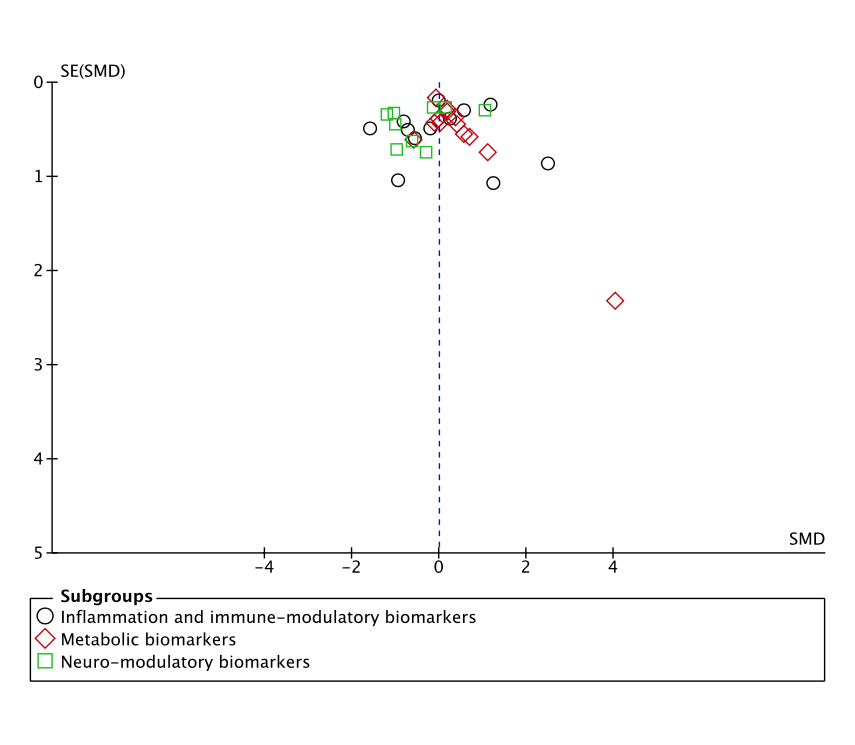 SE(SMD)
0
1
2
3
4
5
SMD
−4 −2 0 2 4
Subgroups
Inflammation and immune−modulatory biomarkers
Metabolic biomarkers
Neuro−modulatory biomarkers